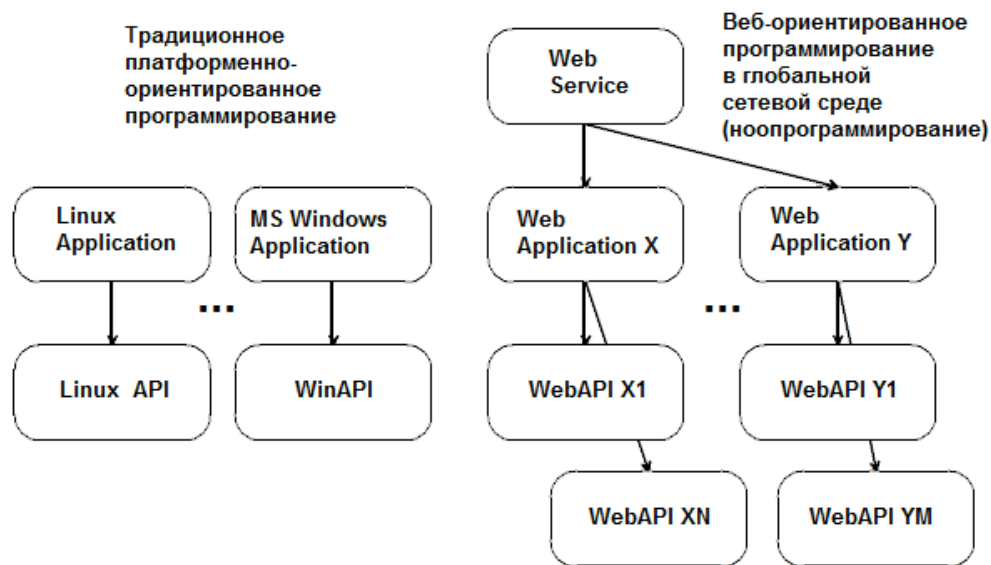 Традиционное
платформенно-
ориентированное
программирование
Веб-ориентированное
программирование
в глобальной
сетевой среде
(ноопрограммирование)
Web
Service
Linux
Application
MS Windows
Application
Web
Application X
Web
Application Y
...
...
Linux API
WinAPI
WebAPI X1
WebAPI Y1
WebAPI XN
WebAPI YM